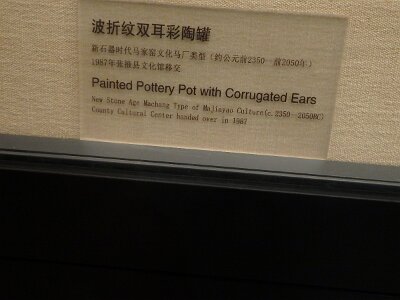 波折纹双耳彩陶罐
新石器时代马家窑文化马厂类型（约公元前2350—前2050年）
1987年张掖县文化馆移交
Painted Pottery Pot with Corrugated Ears
New Stone Age Machang Type of Majiayao Culture(c.2350—2050BC)
County Cultural Center handed over in 1987